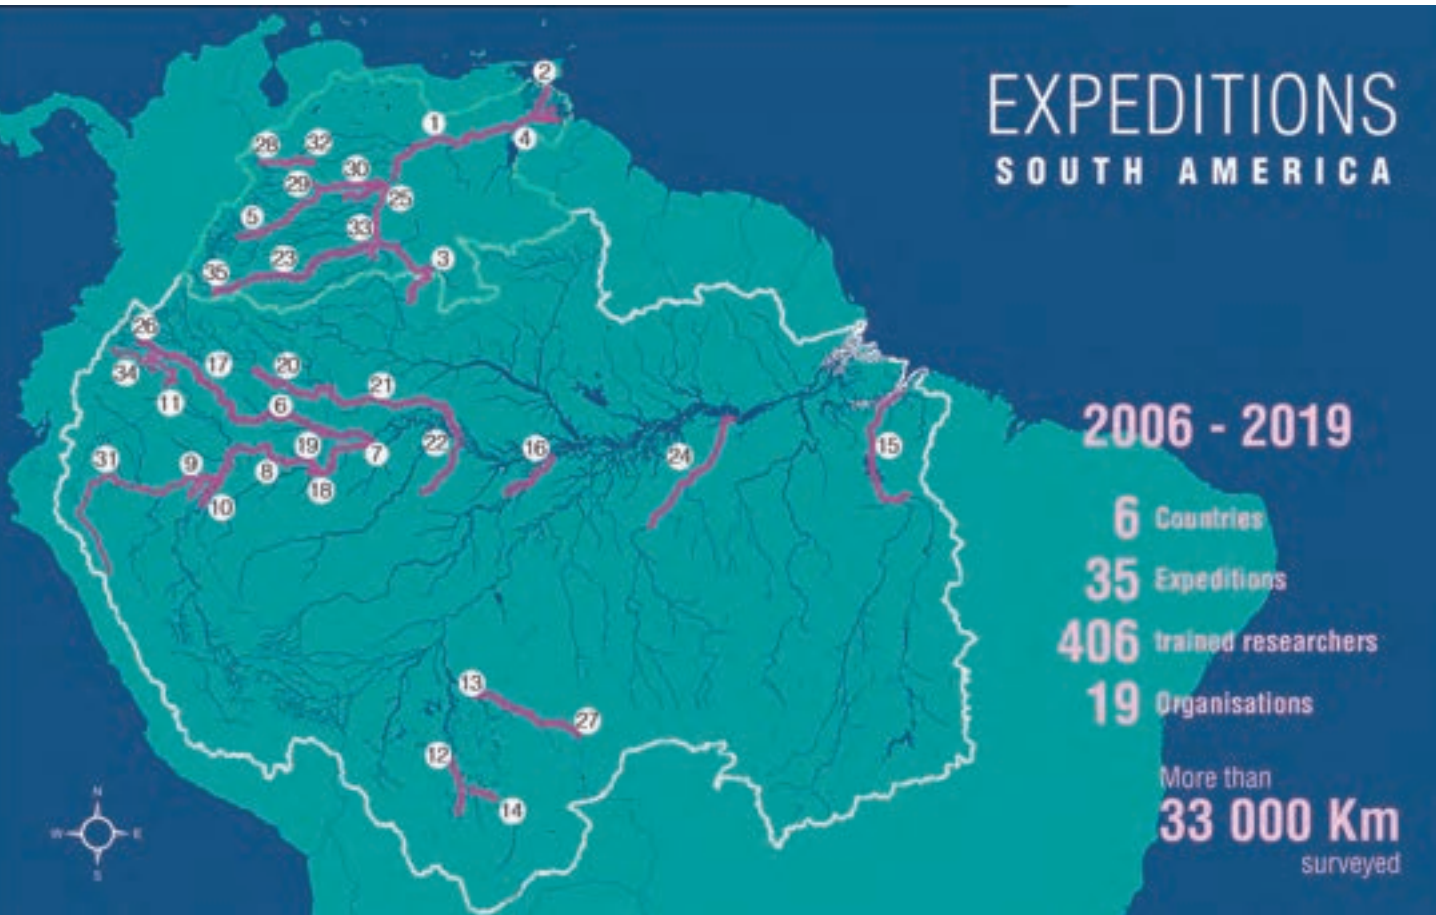 EXPEDITIONS
SOUTH AMERICA
2
1
4
28
32
30
29
25
5
33
3
23
35
26
17
20
34
21
11
6
22
19
16
24
15
7
31
9
8
18
10
13
27
12
14
2006 - 2019
6 Countries
35 Expeditions
406 trained researchers
19 Organisations
More than
33 000 Km
surveyed
N
W E
S